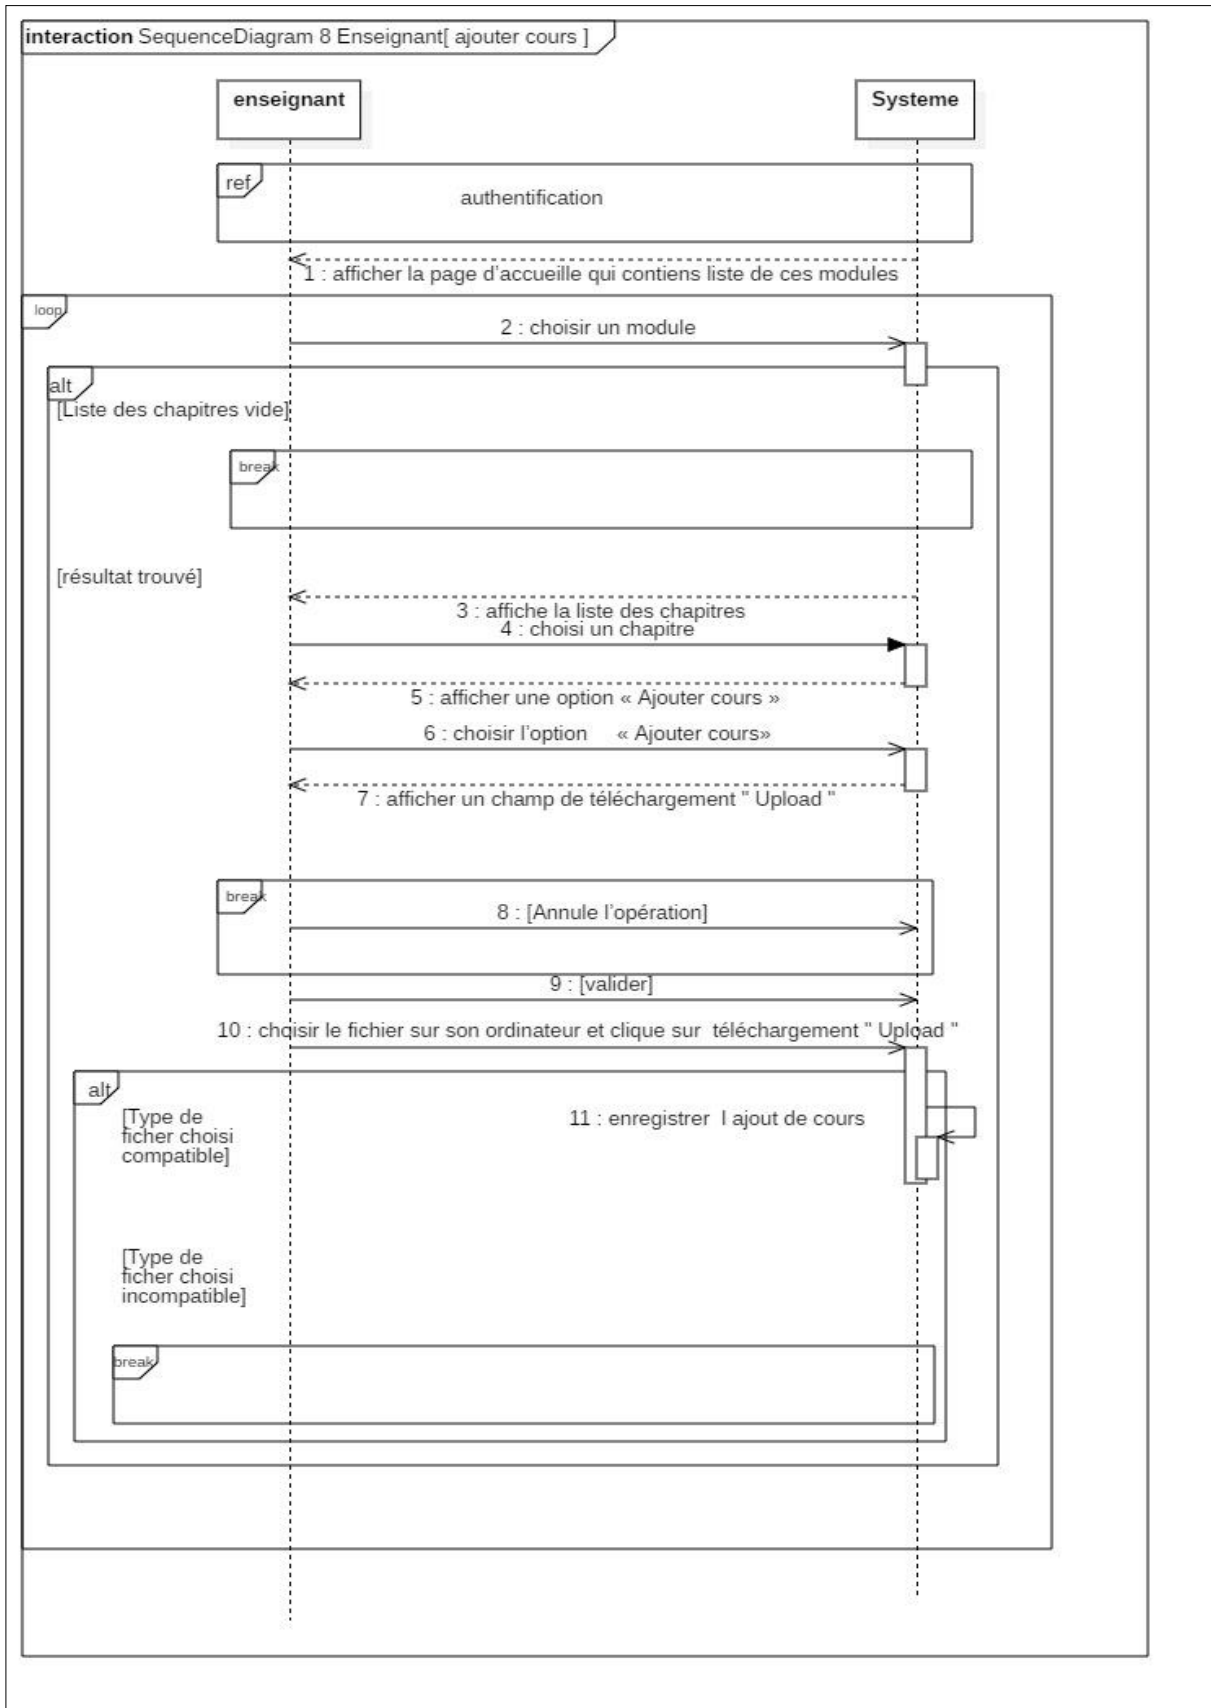 interaction SequenceDiagram 8 Enseignant[ ajouter cours ]
enseignant
Systeme
ref
authentification
1 : afficher la page d'accueille qui contiens liste de ces modules
loop
2 : choisir un module
alt
[Liste des chapitres vide]
break
[résultat trouvé]
3 : affiche la liste des chapitres
4 : choisi un chapitre
5 : afficher une option « Ajouter cours »
6 : choisir l'option « Ajouter cours»
7 : afficher un champ de téléchargement " Upload "
break
8 : [Annule l'opération]
9 : [valider]
10 : choisir le fichier sur son ordinateur et clique sur téléchargement " Upload "
alt
[Type de
ficher choisi
compatible]
11 : enregistrer l ajout de cours
[Type de
ficher choisi
incompatible]
break